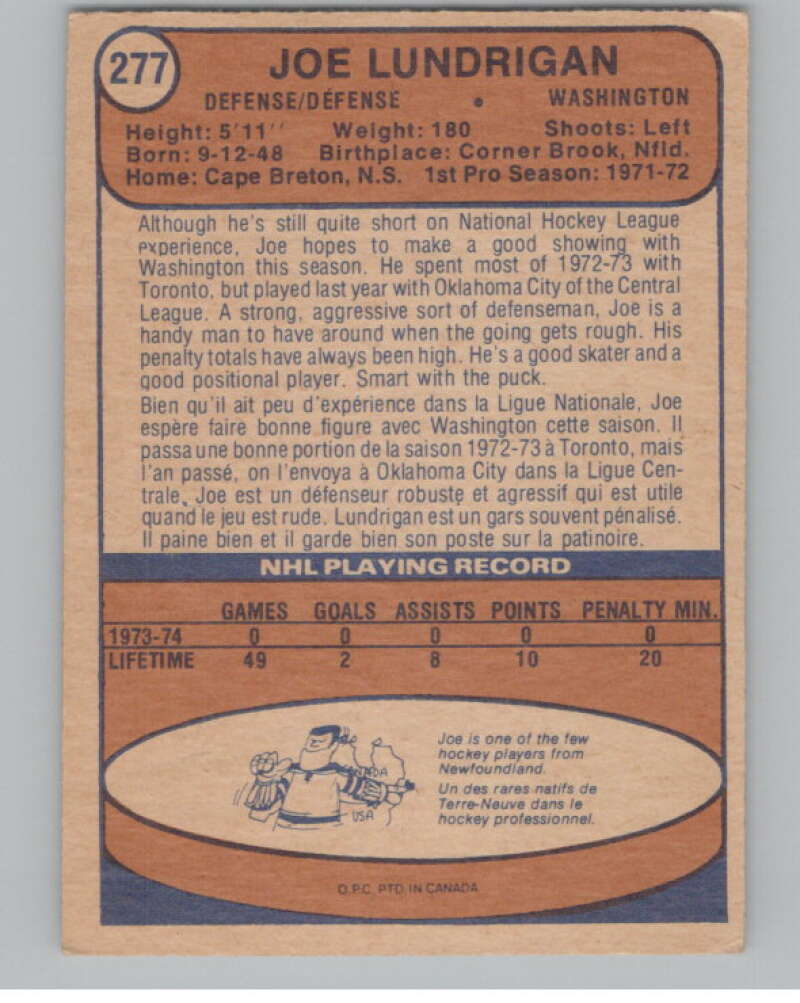 277
JOE LUNDRIGAN
DEFENSE/DÉFENSE • WASHINGTON
Height: 5'11'' Weight: 180 Shoots: Left
Born: 9-12-48 Birthplace: Corner Brook, Nfld.
Home: Cape Breton, N.S. 1st Pro Season: 1971-72
Although he's still quite short on National Hockey League
experience, Joe hopes to make a good showing with
Washington this season. He spent most of 1972-73 with
Toronto, but played last year with Oklahoma City of the Central
League. A strong, aggressive sort of defenseman, Joe is a
handy man to have around when the going gets rough. His
penalty totals have always been high. He's a good skater and a
good positional player. Smart with the puck.
Bien qu'il ait peu d'expérience dans la Ligue Nationale, Joe
espère faire bonne figure avec Washington cette saison. Il
passa une bonne portion de la saison 1972-73 à Toronto, mais
l'an passé, on l'envoya à Oklahoma City dans la Ligue Cen-
trale. Joe est un défenseur robuste et agressif qui est utile
quand le jeu est rude. Lundrigan est un gars souvent pénalisé.
Il paine bien et il garde bien son poste sur la patinoire.
NHL PLAYING RECORD
GAMES GOALS ASSISTS POINTS PENALTY MIN.
1973-74 0 0 0 0 0
LIFETIME 49 2 8 10 20
Joe is one of the few
hockey players from
Newfoundland.
Un des rares natifs de
Terre-Neuve dans le
hockey professionnel.
CANADA
USA
O.P.C. PTD. IN CANADA